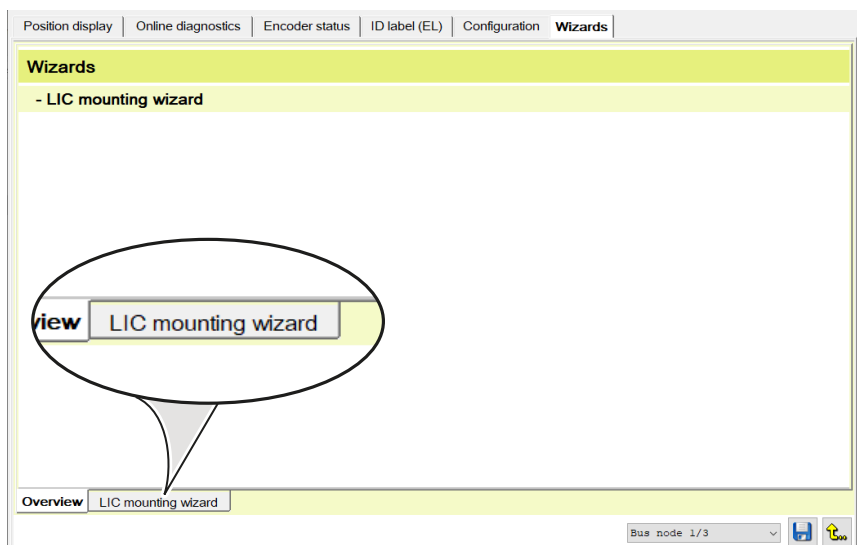 Position display Online diagnostics Encoder status ID label (EL) Configuration Wizards
Wizards
- LIC mounting wizard
view LIC mounting wizard
Overview LIC mounting wizard
Bus node 1/3